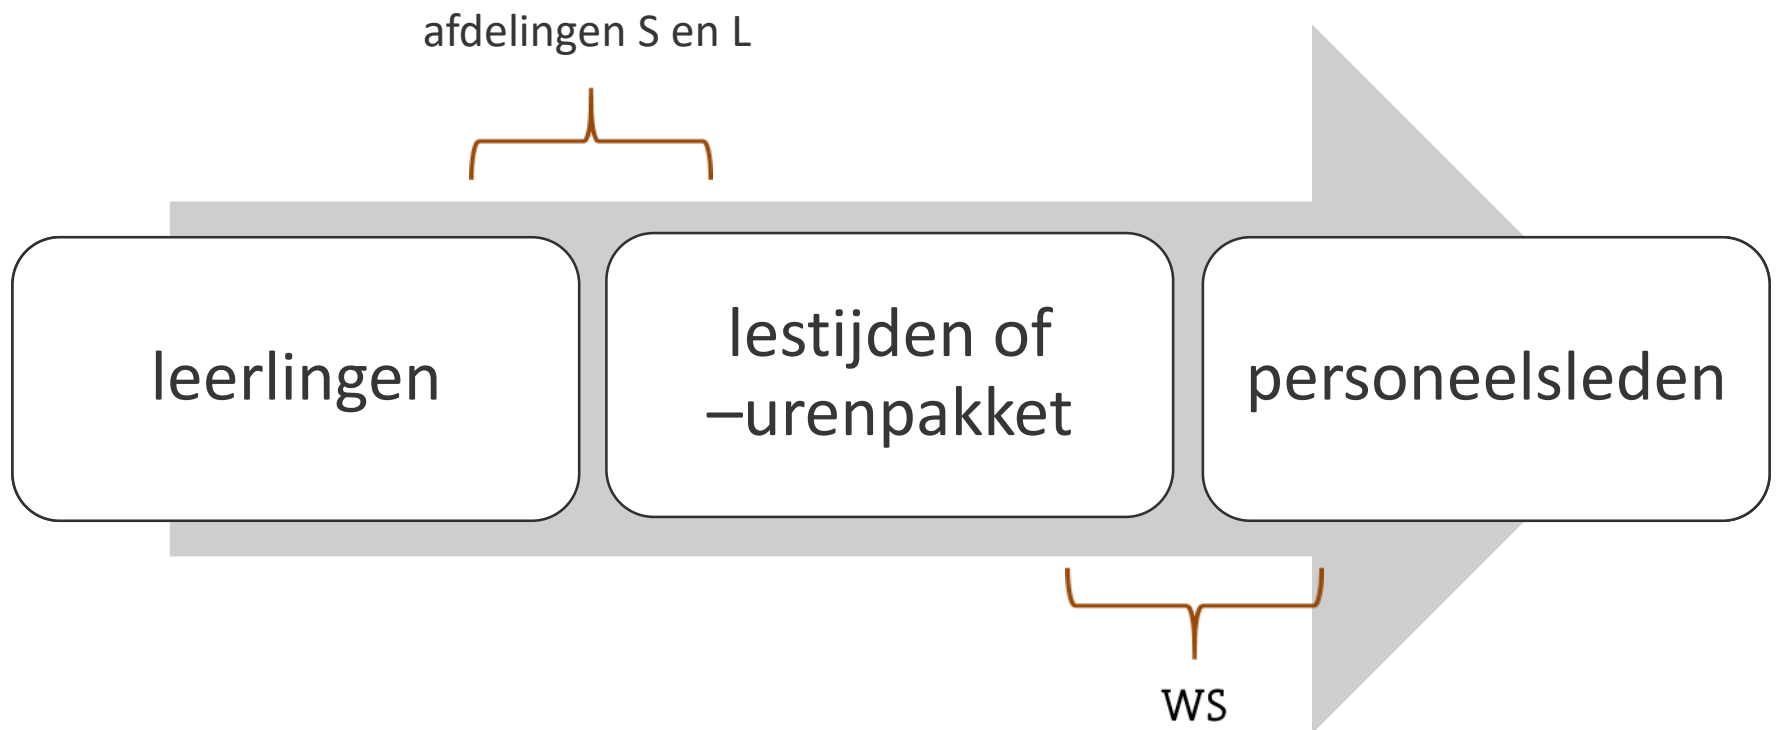 afdelingen S en L
leerlingen
lestijden of
–urenpakket
personeelsleden
WS